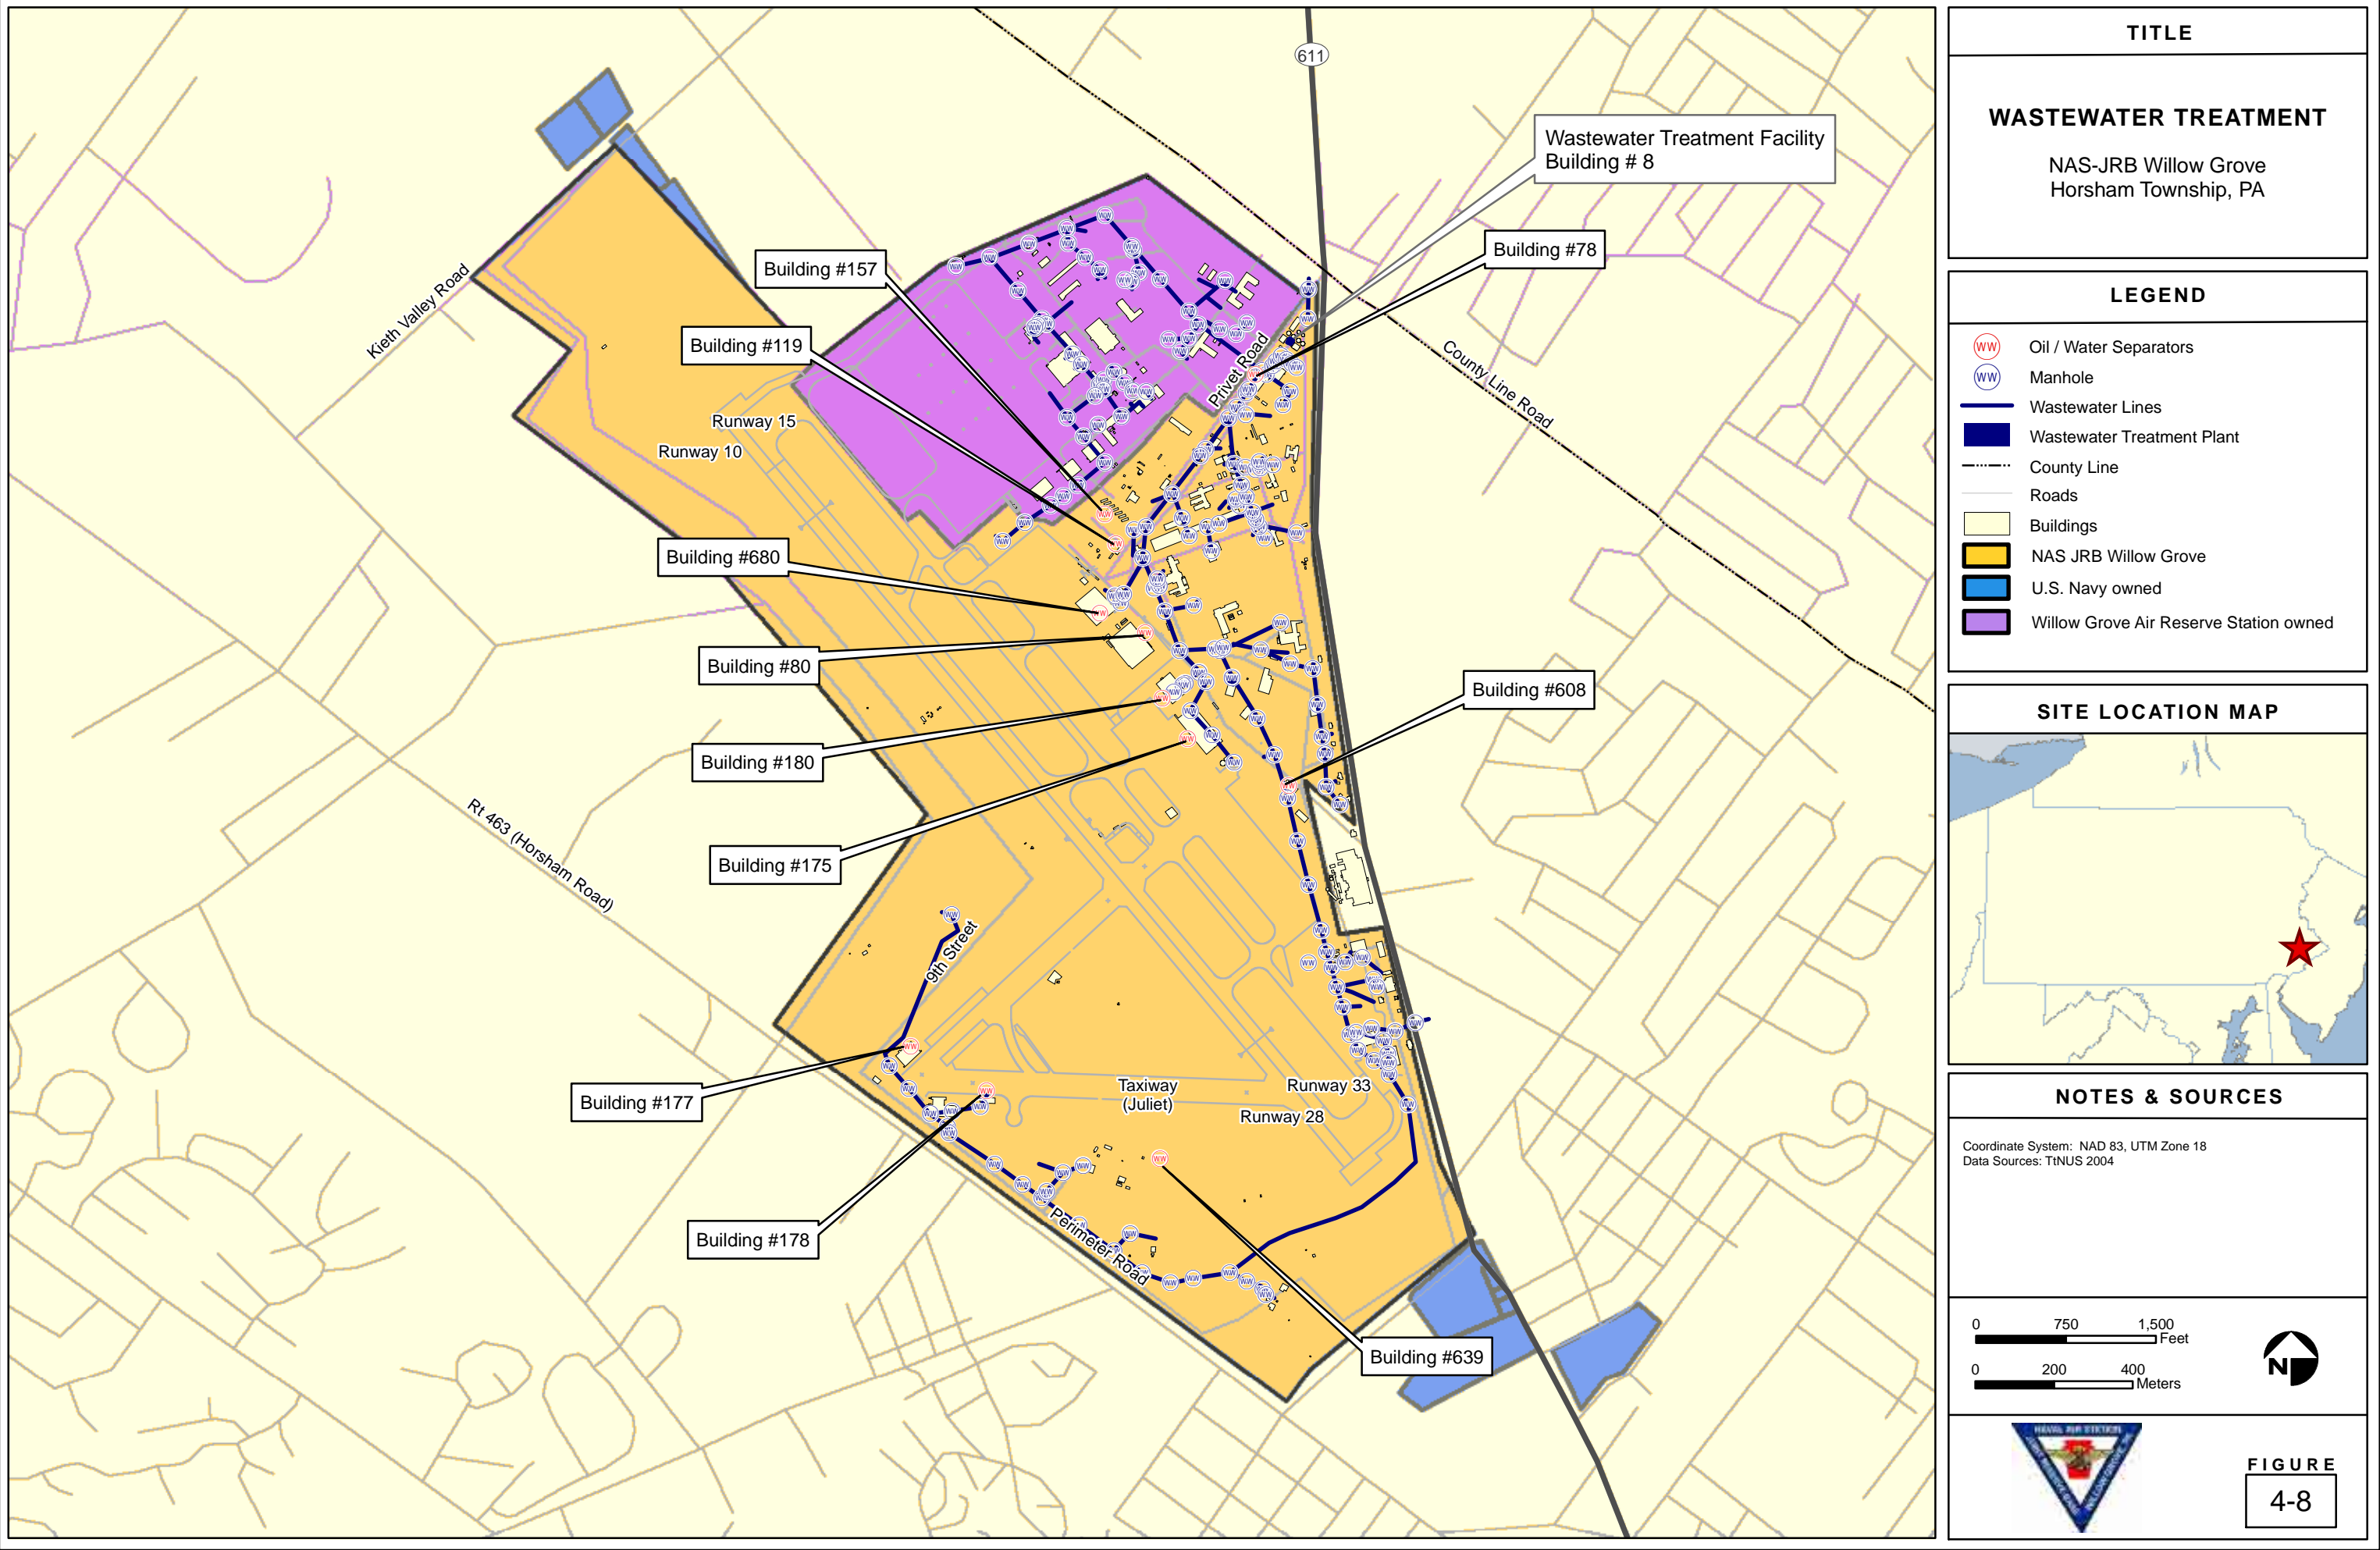 611
Wastewater Treatment Facility
Building # 8
Building #78
Building #157
Building #119
Kieth Valley Road
Privet Road
County Line Road
Runway 15
Runway 10
Building #680
Building #80
Building #608
Building #180
Building #175
Rt 463 (Horsham Road)
9th Street
Building #177
Taxiway
(Juliet)
Runway 33
Runway 28
Building #178
Perimeter Road
Building #639
TITLE
WASTEWATER TREATMENT
NAS-JRB Willow Grove
Horsham Township, PA
LEGEND
WW Oil / Water Separators
WW Manhole
Wastewater Lines
Wastewater Treatment Plant
County Line
Roads
Buildings
NAS JRB Willow Grove
U.S. Navy owned
Willow Grove Air Reserve Station owned
SITE LOCATION MAP
NOTES & SOURCES
Coordinate System: NAD 83, UTM Zone 18
Data Sources: TtNUS 2004
0 750 1,500
Feet
0 200 400
Meters
N
NAVAL AIR STATION
FIGURE
4-8